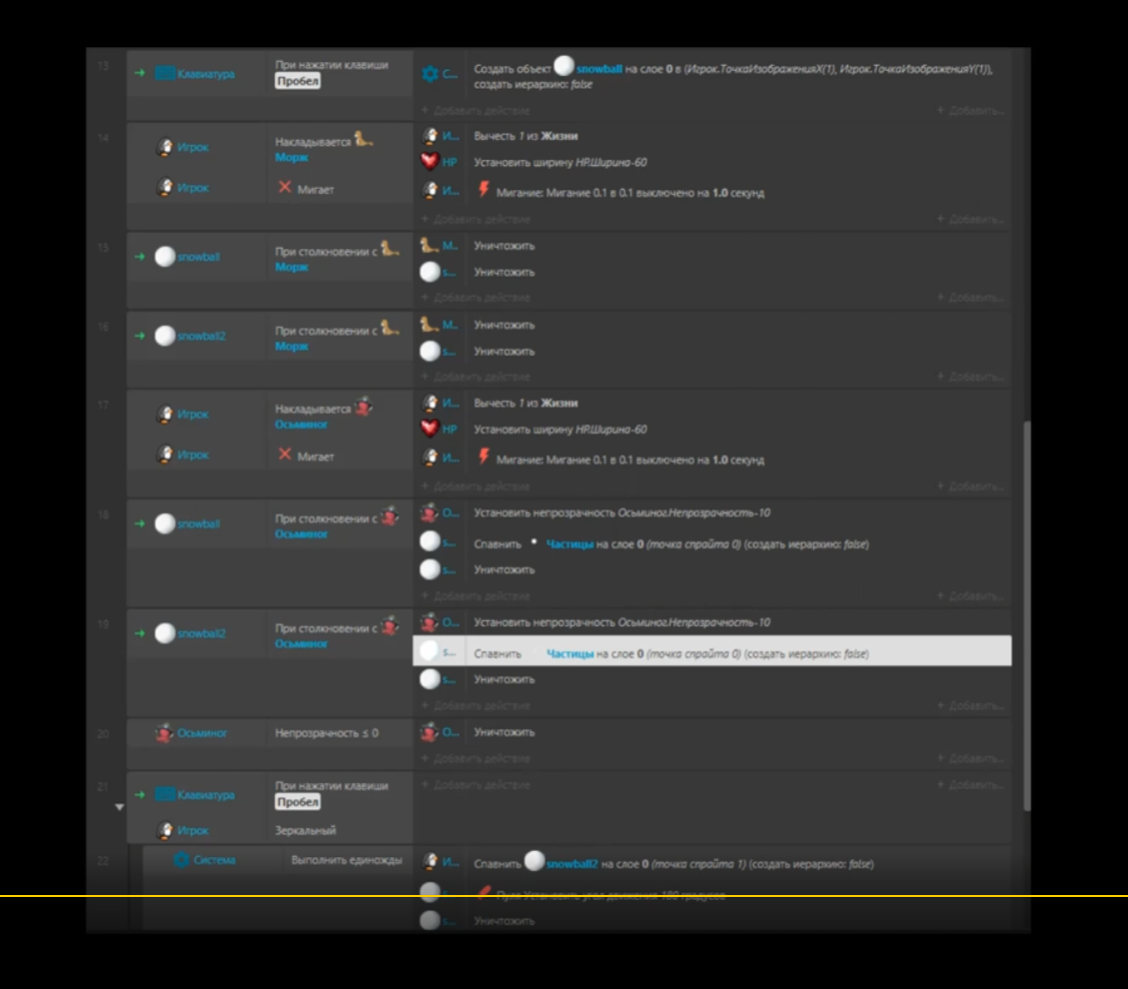 13
Клавиатура
При нажатии клавиши
Пробел
С... Создать объект snowball на слое 0 в (Игрок.ТочкаИзображенияX(1), Игрок.ТочкаИзображенияY(1)),
создать иерархию: false
+ Добавить действие + Добавить...
14
Игрок Накладывается
Морж
Игрок Мигает
И... Вычесть 1 из Жизни
HP Установить ширину HP.Ширина-60
И... Мигание: Мигание 0.1 в 0.1 выключено на 1.0 секунд
+ Добавить действие + Добавить...
15
snowball При столкновении с
Морж
М... Уничтожить
s... Уничтожить
+ Добавить действие + Добавить...
16
snowball2 При столкновении с
Морж
М... Уничтожить
s... Уничтожить
+ Добавить действие + Добавить...
17
Игрок Накладывается
Осьминог
Игрок Мигает
И... Вычесть 1 из Жизни
HP Установить ширину HP.Ширина-60
И... Мигание: Мигание 0.1 в 0.1 выключено на 1.0 секунд
+ Добавить действие + Добавить...
18
snowball При столкновении с
Осьминог
О... Установить непрозрачность Осьминог.Непрозрачность-10
s... Спавнить Частицы на слое 0 (точка спрайта 0) (создать иерархию: false)
s... Уничтожить
+ Добавить действие + Добавить...
19
snowball2 При столкновении с
Осьминог
О... Установить непрозрачность Осьминог.Непрозрачность-10
s... Спавнить Частицы на слое 0 (точка спрайта 0) (создать иерархию: false)
s... Уничтожить
+ Добавить действие + Добавить...
20
Осьминог Непрозрачность ≤ 0
О... Уничтожить
+ Добавить действие + Добавить...
21
Клавиатура При нажатии клавиши
Пробел
Игрок Зеркальный
+ Добавить действие + Добавить...
22
Система Выполнить единожды
И... Спавнить snowball2 на слое 0 (точка спрайта 1) (создать иерархию: false)
s... Пуля Установить угол движения 180 градусов
s... Уничтожить